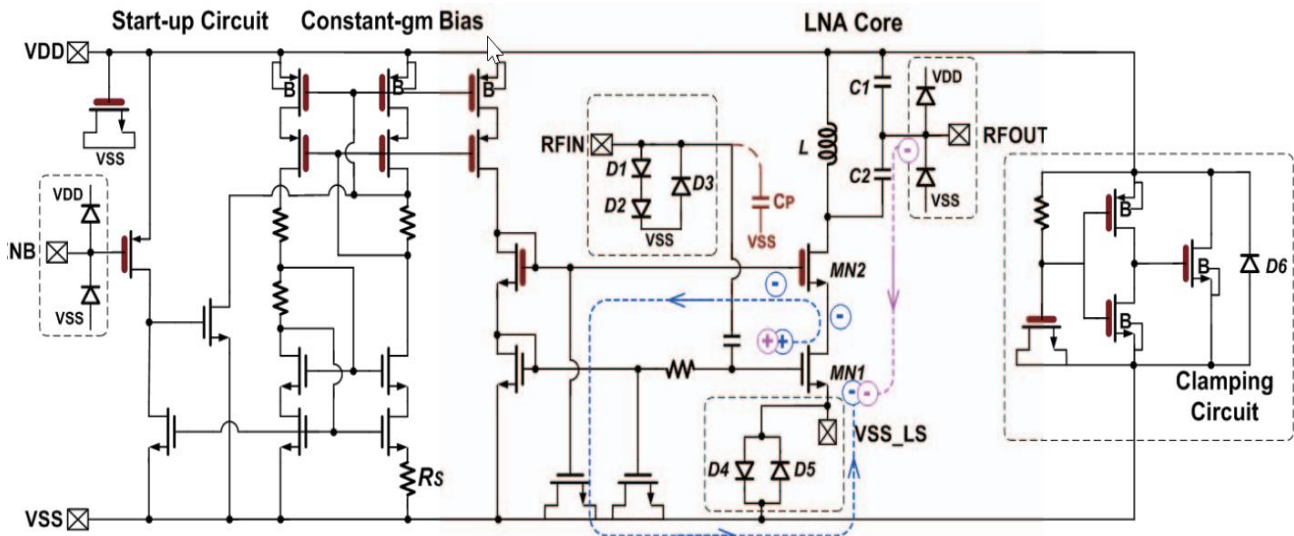 Start-up Circuit
Constant-gm Bias
LNA Core
VDD
B
B
B
VSS
C1
VDD
VSS
RFOUT
RFIN
D1
D2
D3
VSS
CP
VSS
L
C2
VDD
NB
VSS
MN2
B
B
B
D6
MN1
Clamping
Circuit
VSS_LS
D4
D5
RS
VSS